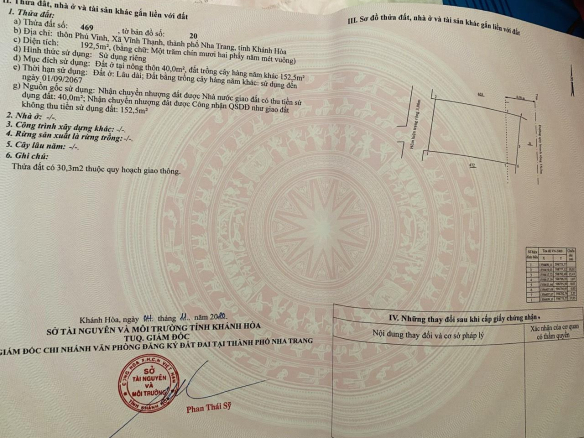 II. Thửa đất, nhà ở và tài sản khác gắn liền với đất
1. Thửa đất:
a) Thửa đất số: 469 , tờ bản đồ số: 20
b) Địa chỉ: thôn Phú Vinh, Xã Vĩnh Thạnh, thành phố Nha Trang, tỉnh Khánh Hòa
c) Diện tích: 192,5m², (bằng chữ: Một trăm chín mươi hai phẩy năm mét vuông)
d) Hình thức sử dụng: Sử dụng riêng
đ) Mục đích sử dụng: Đất ở tại nông thôn 40,0m², đất trồng cây hàng năm khác 152,5m²
e) Thời hạn sử dụng: Đất ở: Lâu dài; Đất bằng trồng cây hàng năm khác: sử dụng đến
ngày 01/09/2067
g) Nguồn gốc sử dụng: Nhận chuyển nhượng đất được Nhà nước giao đất có thu tiền sử
dụng đất: 40,0m²; Nhận chuyển nhượng đất được Công nhận QSDĐ như giao đất
không thu tiền sử dụng đất: 152,5m²
2. Nhà ở: -/-
3. Công trình xây dựng khác: -/-
4. Rừng sản xuất là rừng trồng: -/-
5. Cây lâu năm: -/-
6. Ghi chú:
Thửa đất có 30,3m² thuộc quy hoạch giao thông.
Khánh Hòa, ngày tháng 11 năm 20
SỞ TÀI NGUYÊN VÀ MÔI TRƯỜNG TỈNH KHÁNH HÒA
TUQ. GIÁM ĐỐC
GIÁM ĐỐC CHI NHÁNH VĂN PHÒNG ĐĂNG KÝ ĐẤT ĐAI TẠI THÀNH PHỐ NHA TRANG
SỞ
TÀI NGUYÊN
VÀ
MÔI TRƯỜNG
TỈNH KHÁNH HÒA
Phan Thái Sỹ
III. Sơ đồ thửa đất, nhà ở và tài sản khác gắn liền với đất
IV. Những thay đổi sau khi cấp giấy chứng nhận
Nội dung thay đổi và cơ sở pháp lý
Xác nhận của cơ quan
có thẩm quyền